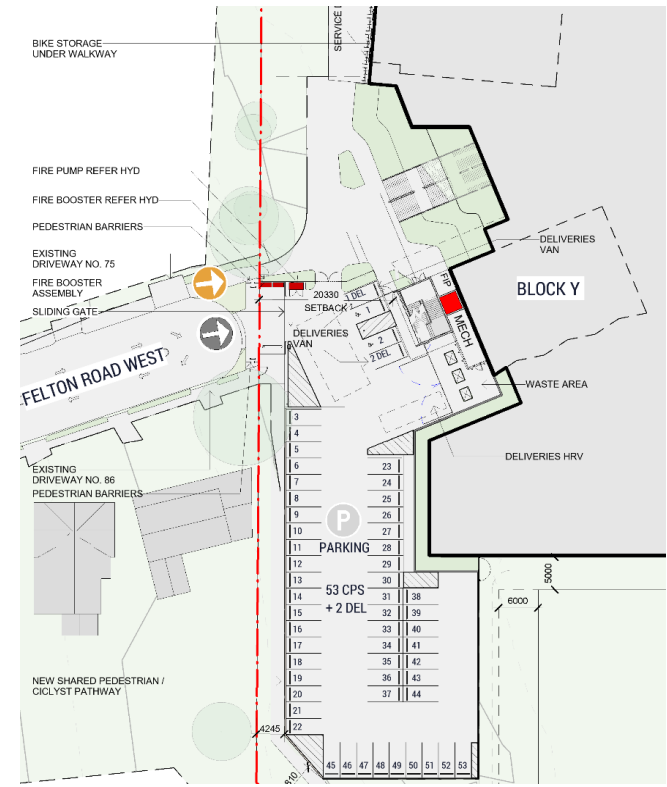 SERVICE
BIKE STORAGE
UNDER WALKWAY
FIRE PUMP REFER HYD
FIRE BOOSTER REFER HYD
PEDESTRIAN BARRIERS
EXISTING
DRIVEWAY NO. 75
FIRE BOOSTER
ASSEMBLY
SLIDING GATE
DELIVERIES
VAN
BLOCK Y
FIP
MECH
20330
SETBACK
1 DEL
1
2
2 DEL
DELIVERIES
VAN
FELTON ROAD WEST
WASTE AREA
DELIVERIES HRV
EXISTING
DRIVEWAY NO. 86
PEDESTRIAN BARRIERS
3
4
5
6
7
8
9
10
11
12
13
14
15
16
17
18
19
20
21
22
23
24
25
26
27
28
29
30
31
32
33
34
35
36
37
38
39
40
41
42
43
44
P
PARKING
53 CPS
+ 2 DEL
5000
6000
NEW SHARED PEDESTRIAN /
CICLYST PATHWAY
4245
45 46 47 48 49 50 51 52 53